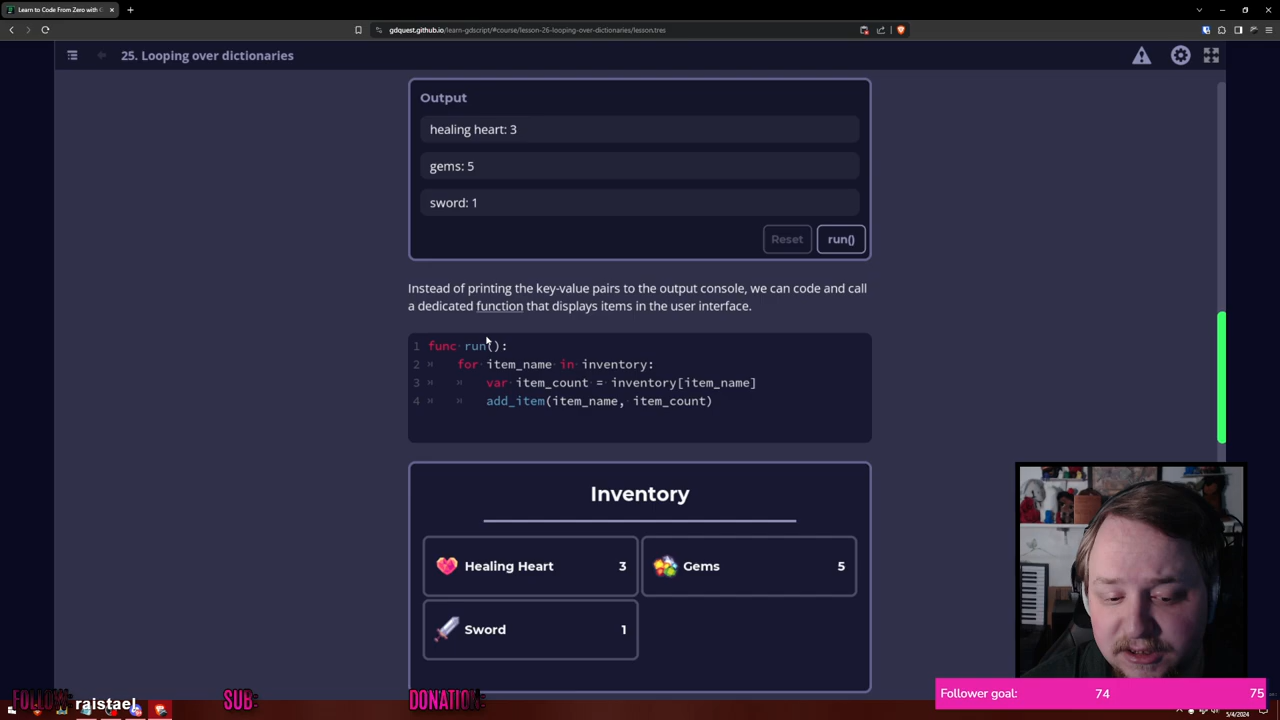 Learn to Code From Zero with
gdquest.github.io/learn-gdscript/#course/lesson-26-looping-over-dictionaries/lesson.tres
25. Looping over dictionaries
Output
healing heart: 3
gems: 5
sword: 1
Reset
run()
Instead of printing the key-value pairs to the output console, we can code and call
a dedicated function that displays items in the user interface.
1 func run():
2 for item_name in inventory:
3 var item_count = inventory[item_name]
4 add_item(item_name, item_count)
Inventory
Healing Heart 3
Gems 5
Sword 1
FOLLOW: raistael
SUB:
DONATION:
Follower goal: 74 75
5/4/2024